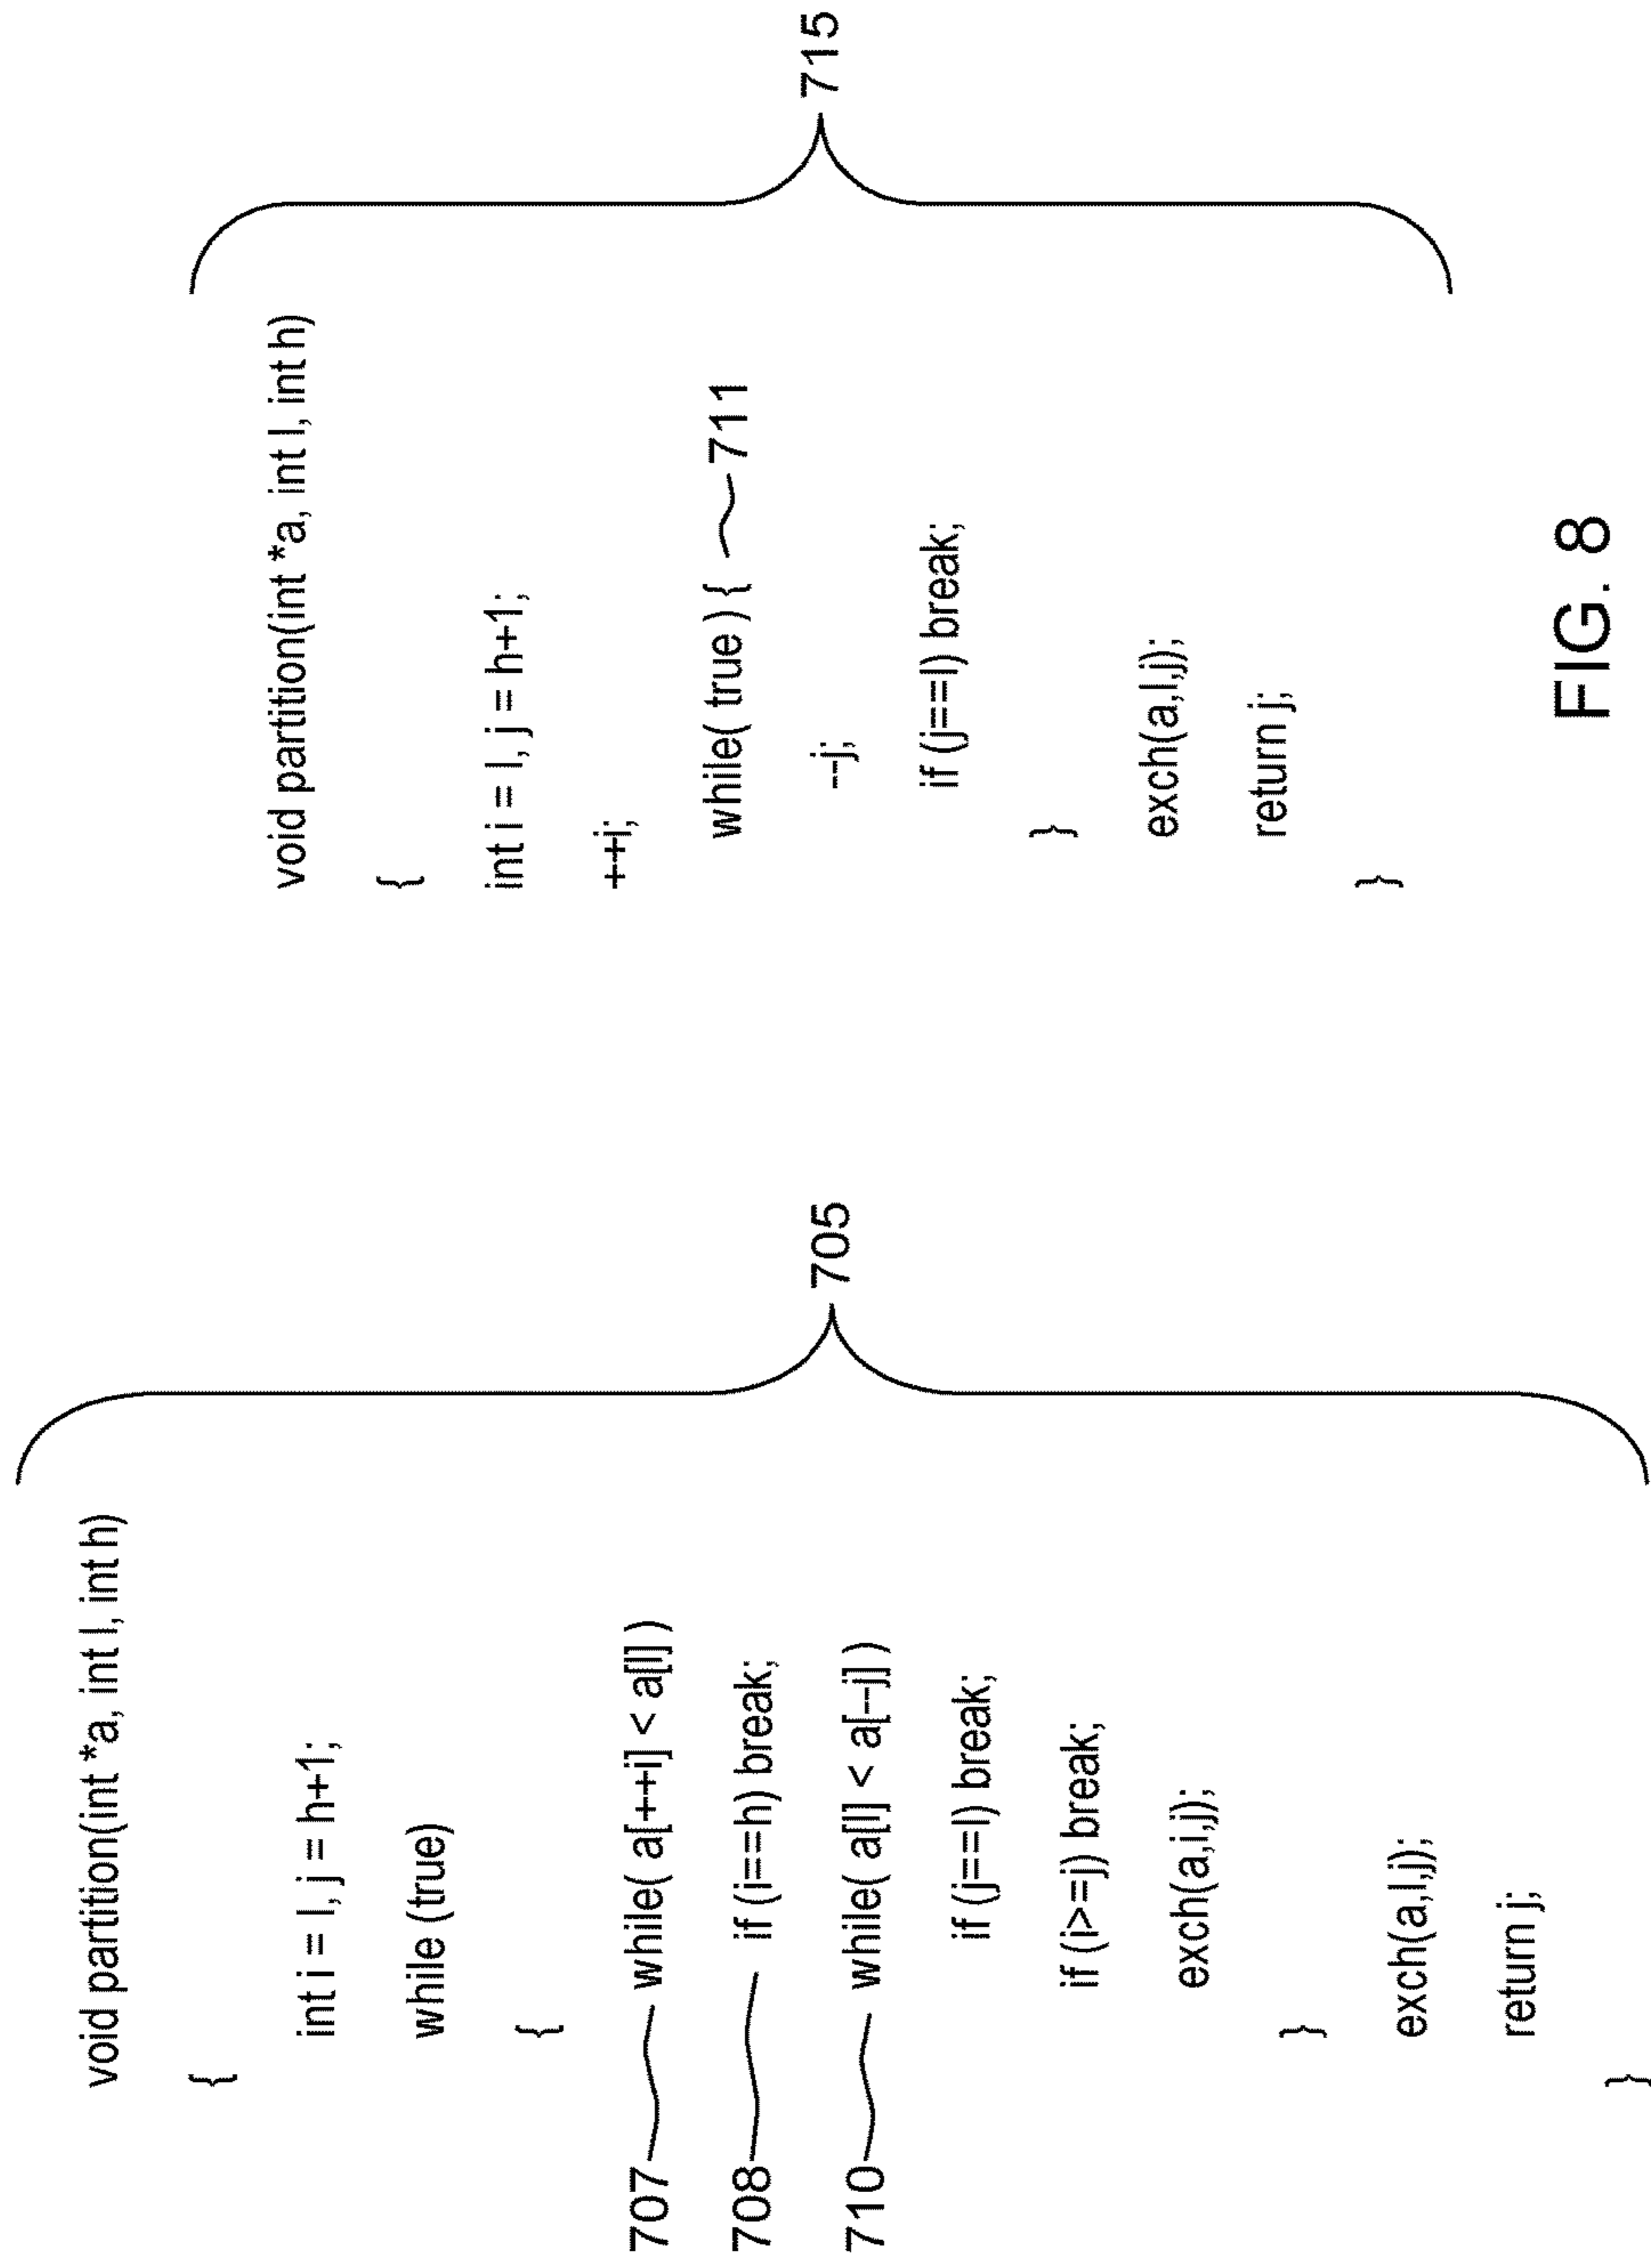 void partition(int *a, int l, int h)
{
int i = l, j = h+1;
while (true)
{
707 while( a[++i] < a[l] )
708 if (i==h) break;
710 while( a[l] < a[--j] )
if (j==l) break;
if (i>=j) break;
exch(a,i,j);
}
exch(a,l,j);
return j;
}
705
void partition(int *a, int l, int h)
{
int i = l, j = h+1;
++j;
while( true ) { 711
--j;
if (j==l) break;
}
exch(a,l,j);
return j;
}
715
FIG. 8